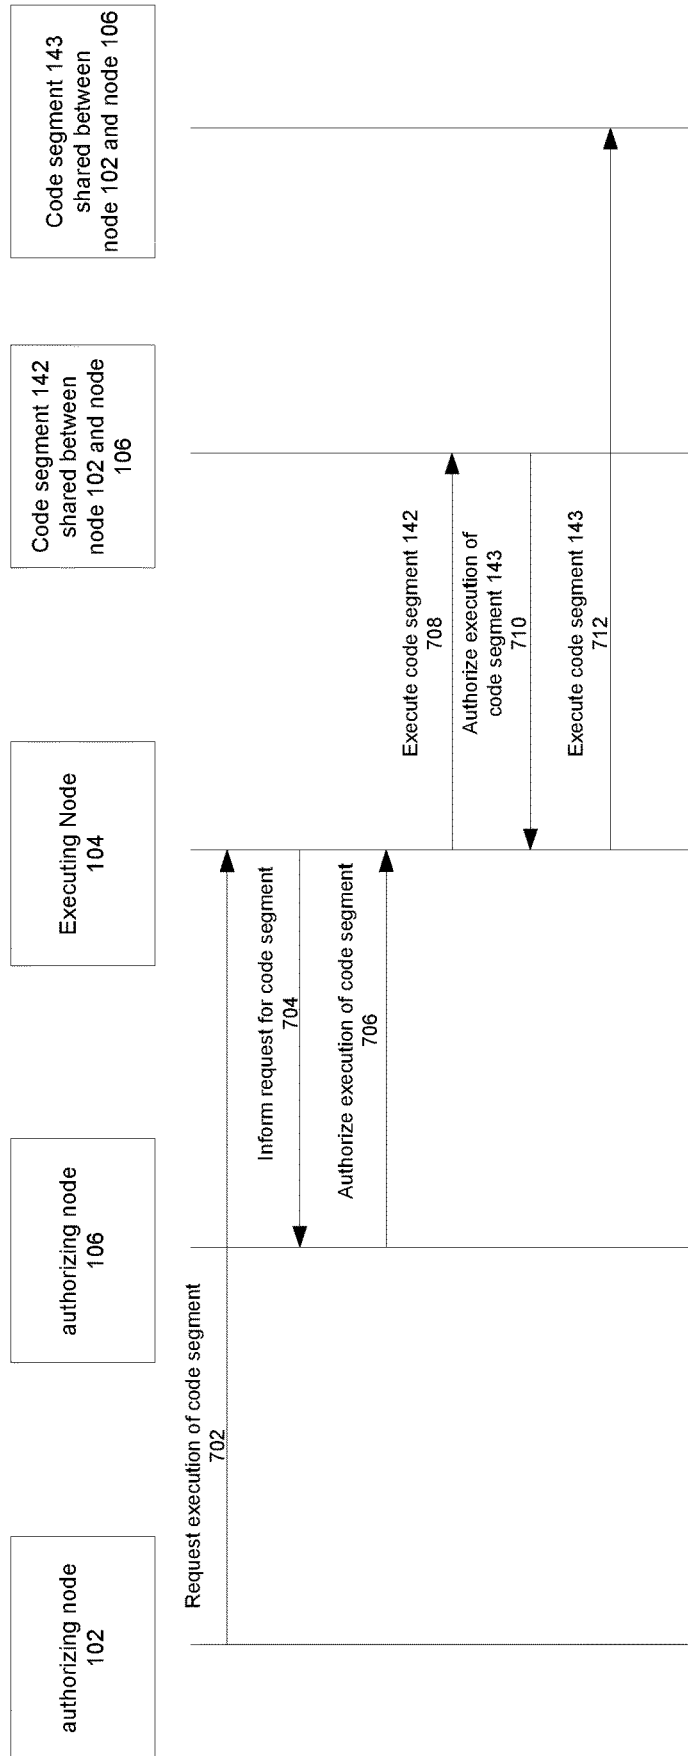 authorizing node
102
authorizing node
106
Executing Node
104
Code segment 142
shared between
node 102 and node
106
Code segment 143
shared between
node 102 and node 106
Request execution of code segment
702
Inform request for code segment
704
Authorize execution of code segment
706
Execute code segment 142
708
Authorize execution of
code segment 143
710
Execute code segment 143
712